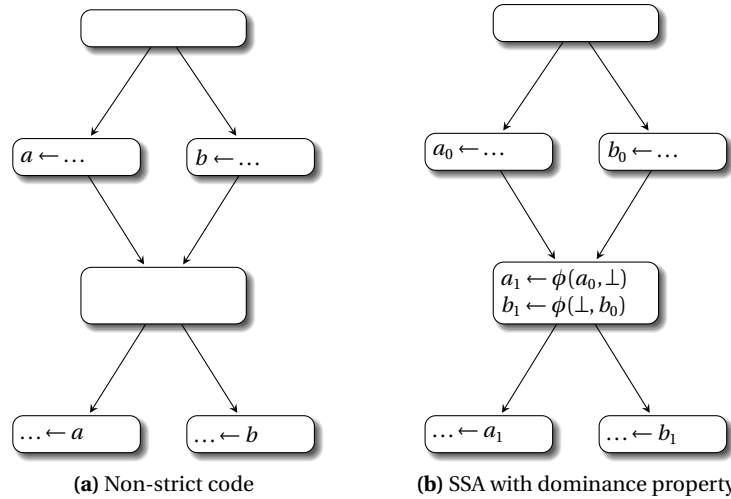 a ← …
b ← …
… ← a
… ← b
(a) Non-strict code
a₀ ← …
b₀ ← …
a₁ ← ϕ(a₀, ⊥)
b₁ ← ϕ(⊥, b₀)
… ← a₁
… ← b₁
(b) SSA with dominance property